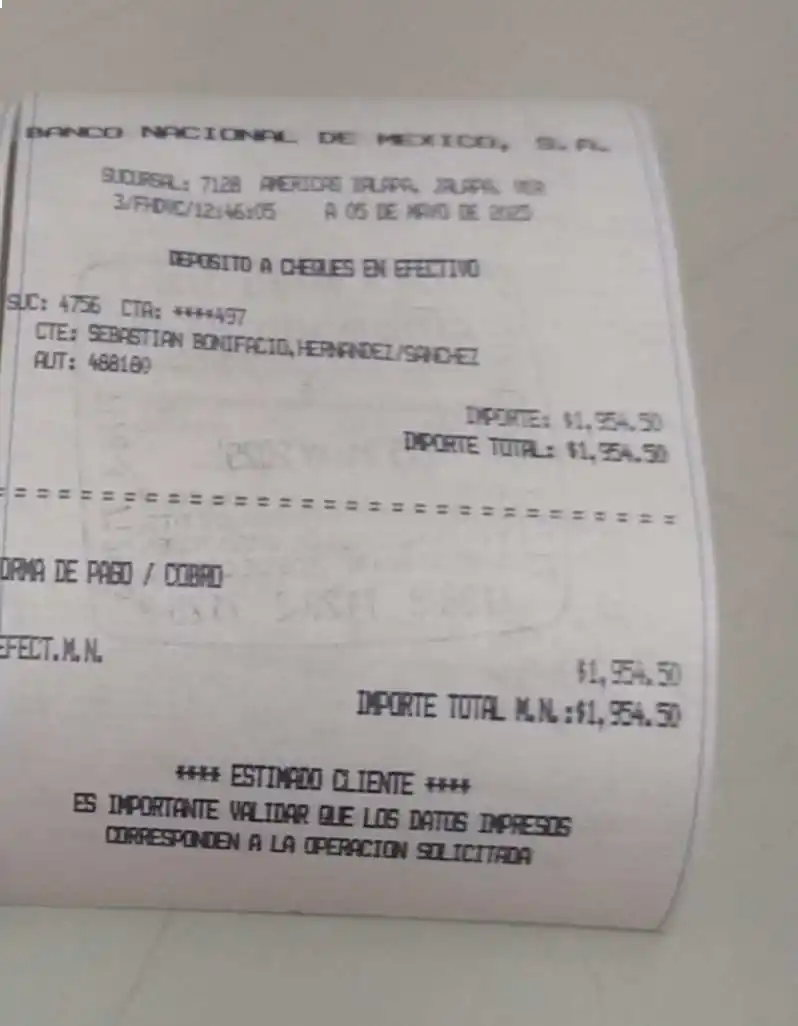 BANCO NACIONAL DE MEXICO, S.A.
SUCURSAL: 7128 AMERICAS XALAPA, JALAPA, VER
3/FHDVC/12:46:05 A 05 DE MAYO DE 2025
DEPOSITO A CHEQUES EN EFECTIVO
SUC: 4756 CTA: ****497
CTE: SEBASTIAN BONIFACIO,HERNANDEZ/SANCHEZ
AUT: 488180
IMPORTE: $1,954.50
IMPORTE TOTAL: $1,954.50
================================
ORMA DE PAGO / COBRO
EFECT.M.N.
$1,954.50
IMPORTE TOTAL M.N.:$1,954.50
**** ESTIMADO CLIENTE ****
ES IMPORTANTE VALIDAR QUE LOS DATOS IMPRESOS
CORRESPONDEN A LA OPERACION SOLICITADA